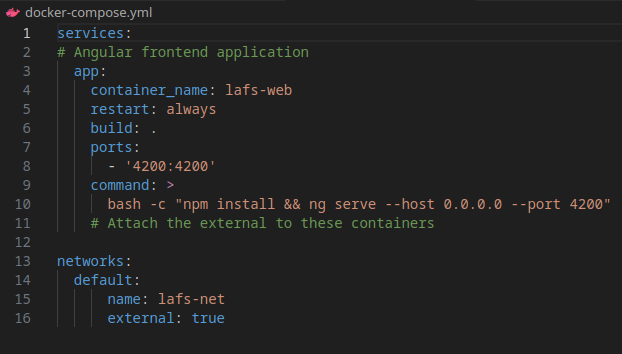 docker-compose.yml
1 services:
2 # Angular frontend application
3   app:
4     container_name: lafs-web
5     restart: always
6     build: .
7     ports:
8       - '4200:4200'
9     command: >
10       bash -c "npm install && ng serve --host 0.0.0.0 --port 4200"
11     # Attach the external to these containers
12
13 networks:
14   default:
15       name: lafs-net
16       external: true